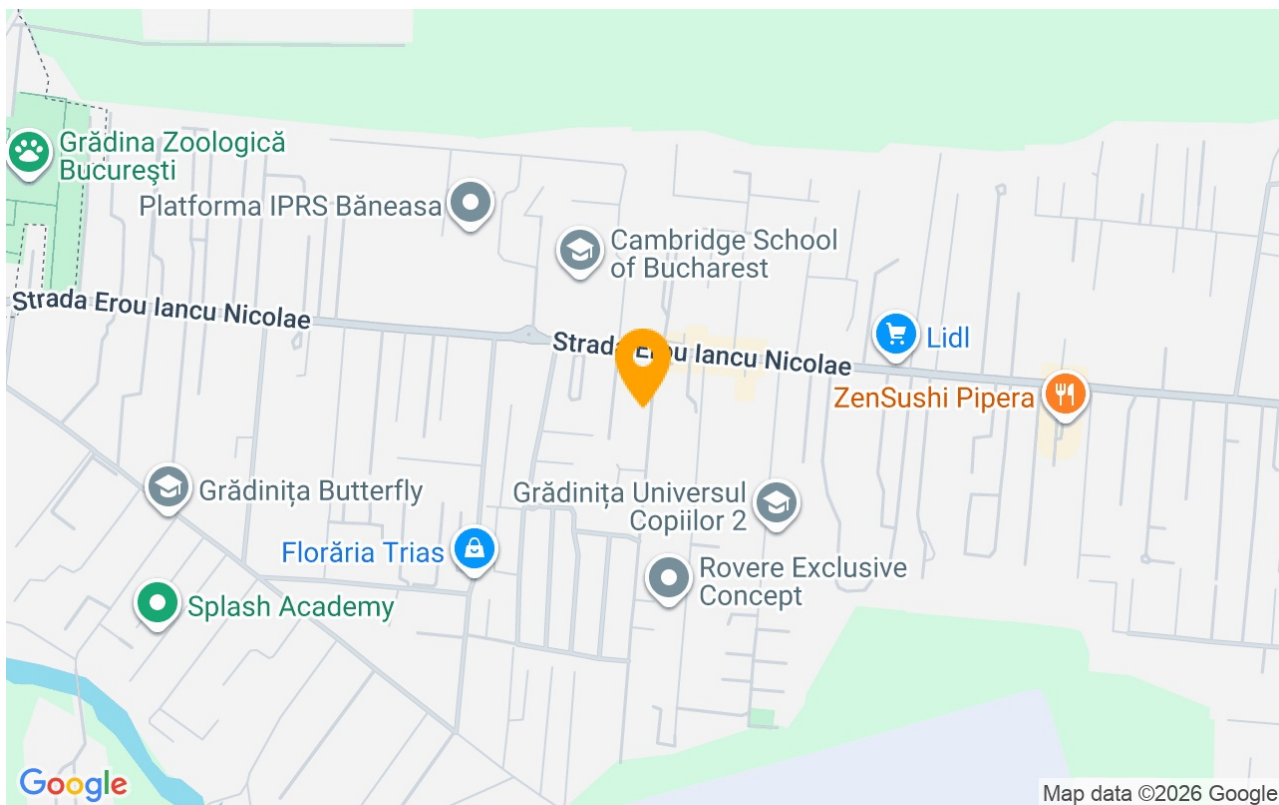 Grădina Zoologică
Bucureşti
Platforma IPRS Băneasa
Cambridge School
of Bucharest
Strada Erou Iancu Nicolae
Strada Erou Iancu Nicolae
Lidl
ZenSushi Pipera
Grădinița Butterfly
Grădinița Universul
Copiilor 2
Florăria Trias
Rovere Exclusive
Concept
Splash Academy
Google
Map data ©2026 Google